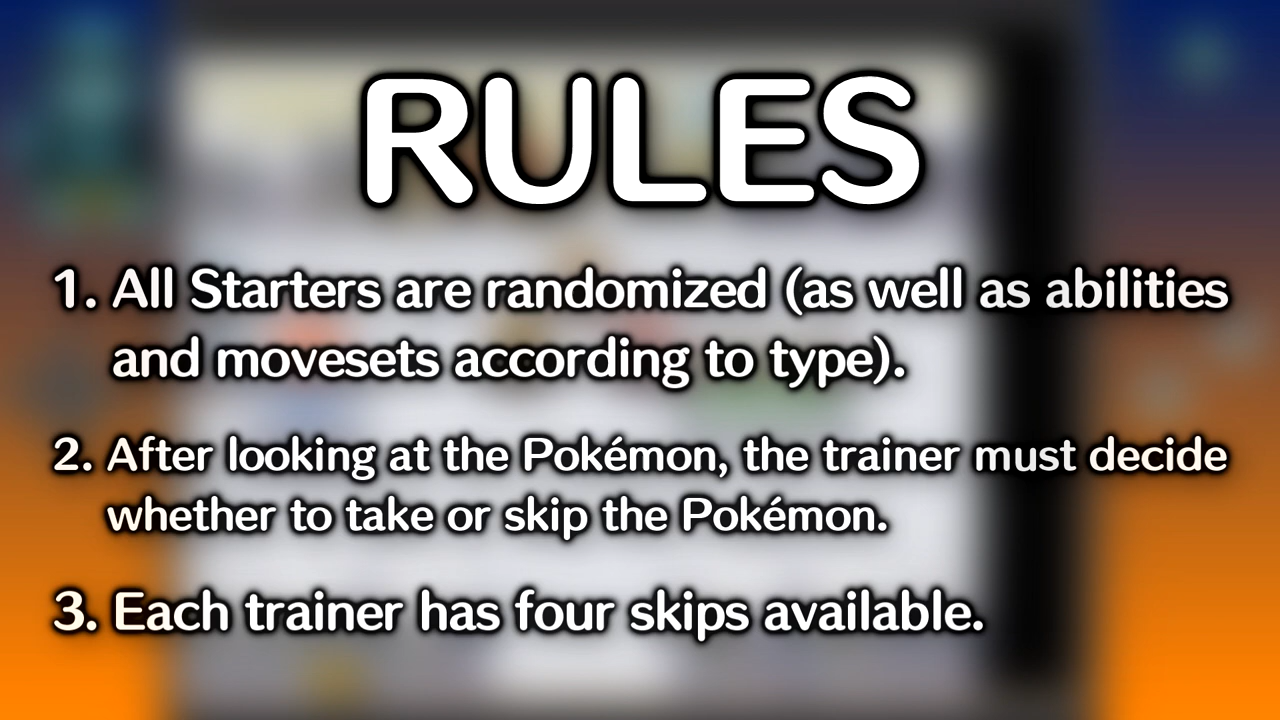 RULES
1. All Starters are randomized (as well as abilities
and movesets according to type).
2. After looking at the Pokémon, the trainer must decide
whether to take or skip the Pokémon.
3. Each trainer has four skips available.